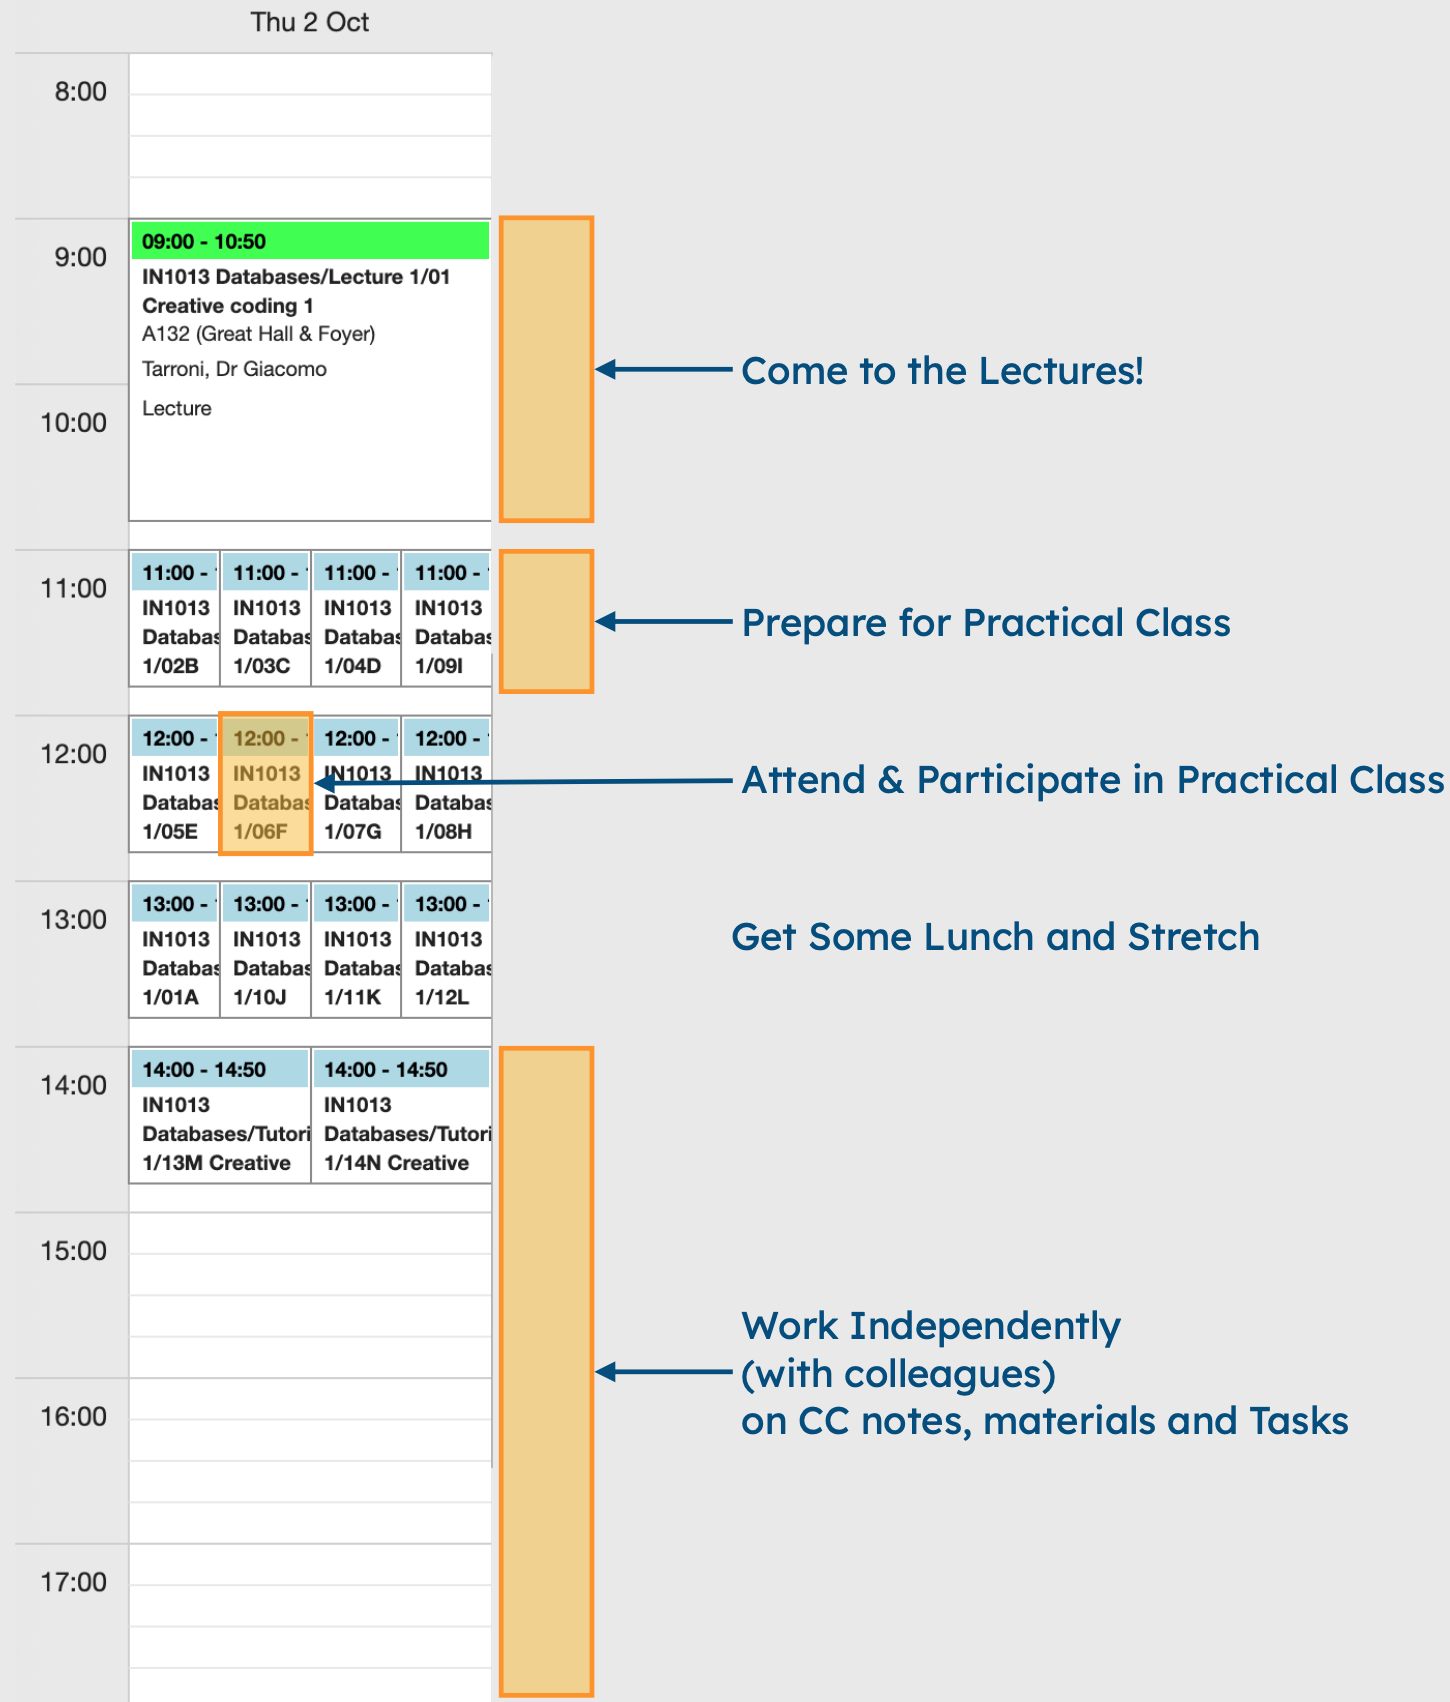 Thu 2 Oct
8:00
9:00
09:00 - 10:50
IN1013 Databases/Lecture 1/01
Creative coding 1
A132 (Great Hall & Foyer)
Tarroni, Dr Giacomo
Lecture
Come to the Lectures!
10:00
11:00
11:00 - 11:00 - 11:00 - 11:00 -
IN1013 IN1013 IN1013 IN1013
Databas Databas Databas Databas
1/02B 1/03C 1/04D 1/09I
Prepare for Practical Class
12:00
12:00 - 12:00 - 12:00 - 12:00 -
IN1013 IN1013 IN1013 IN1013
Databas Databas Databas Databas
1/05E 1/06F 1/07G 1/08H
Attend & Participate in Practical Class
13:00
13:00 - 13:00 - 13:00 - 13:00 -
IN1013 IN1013 IN1013 IN1013
Databas Databas Databas Databas
1/01A 1/10J 1/11K 1/12L
Get Some Lunch and Stretch
14:00
14:00 - 14:50 14:00 - 14:50
IN1013 IN1013
Databases/Tutori Databases/Tutori
1/13M Creative 1/14N Creative
15:00
16:00
Work Independently
(with colleagues)
on CC notes, materials and Tasks
17:00